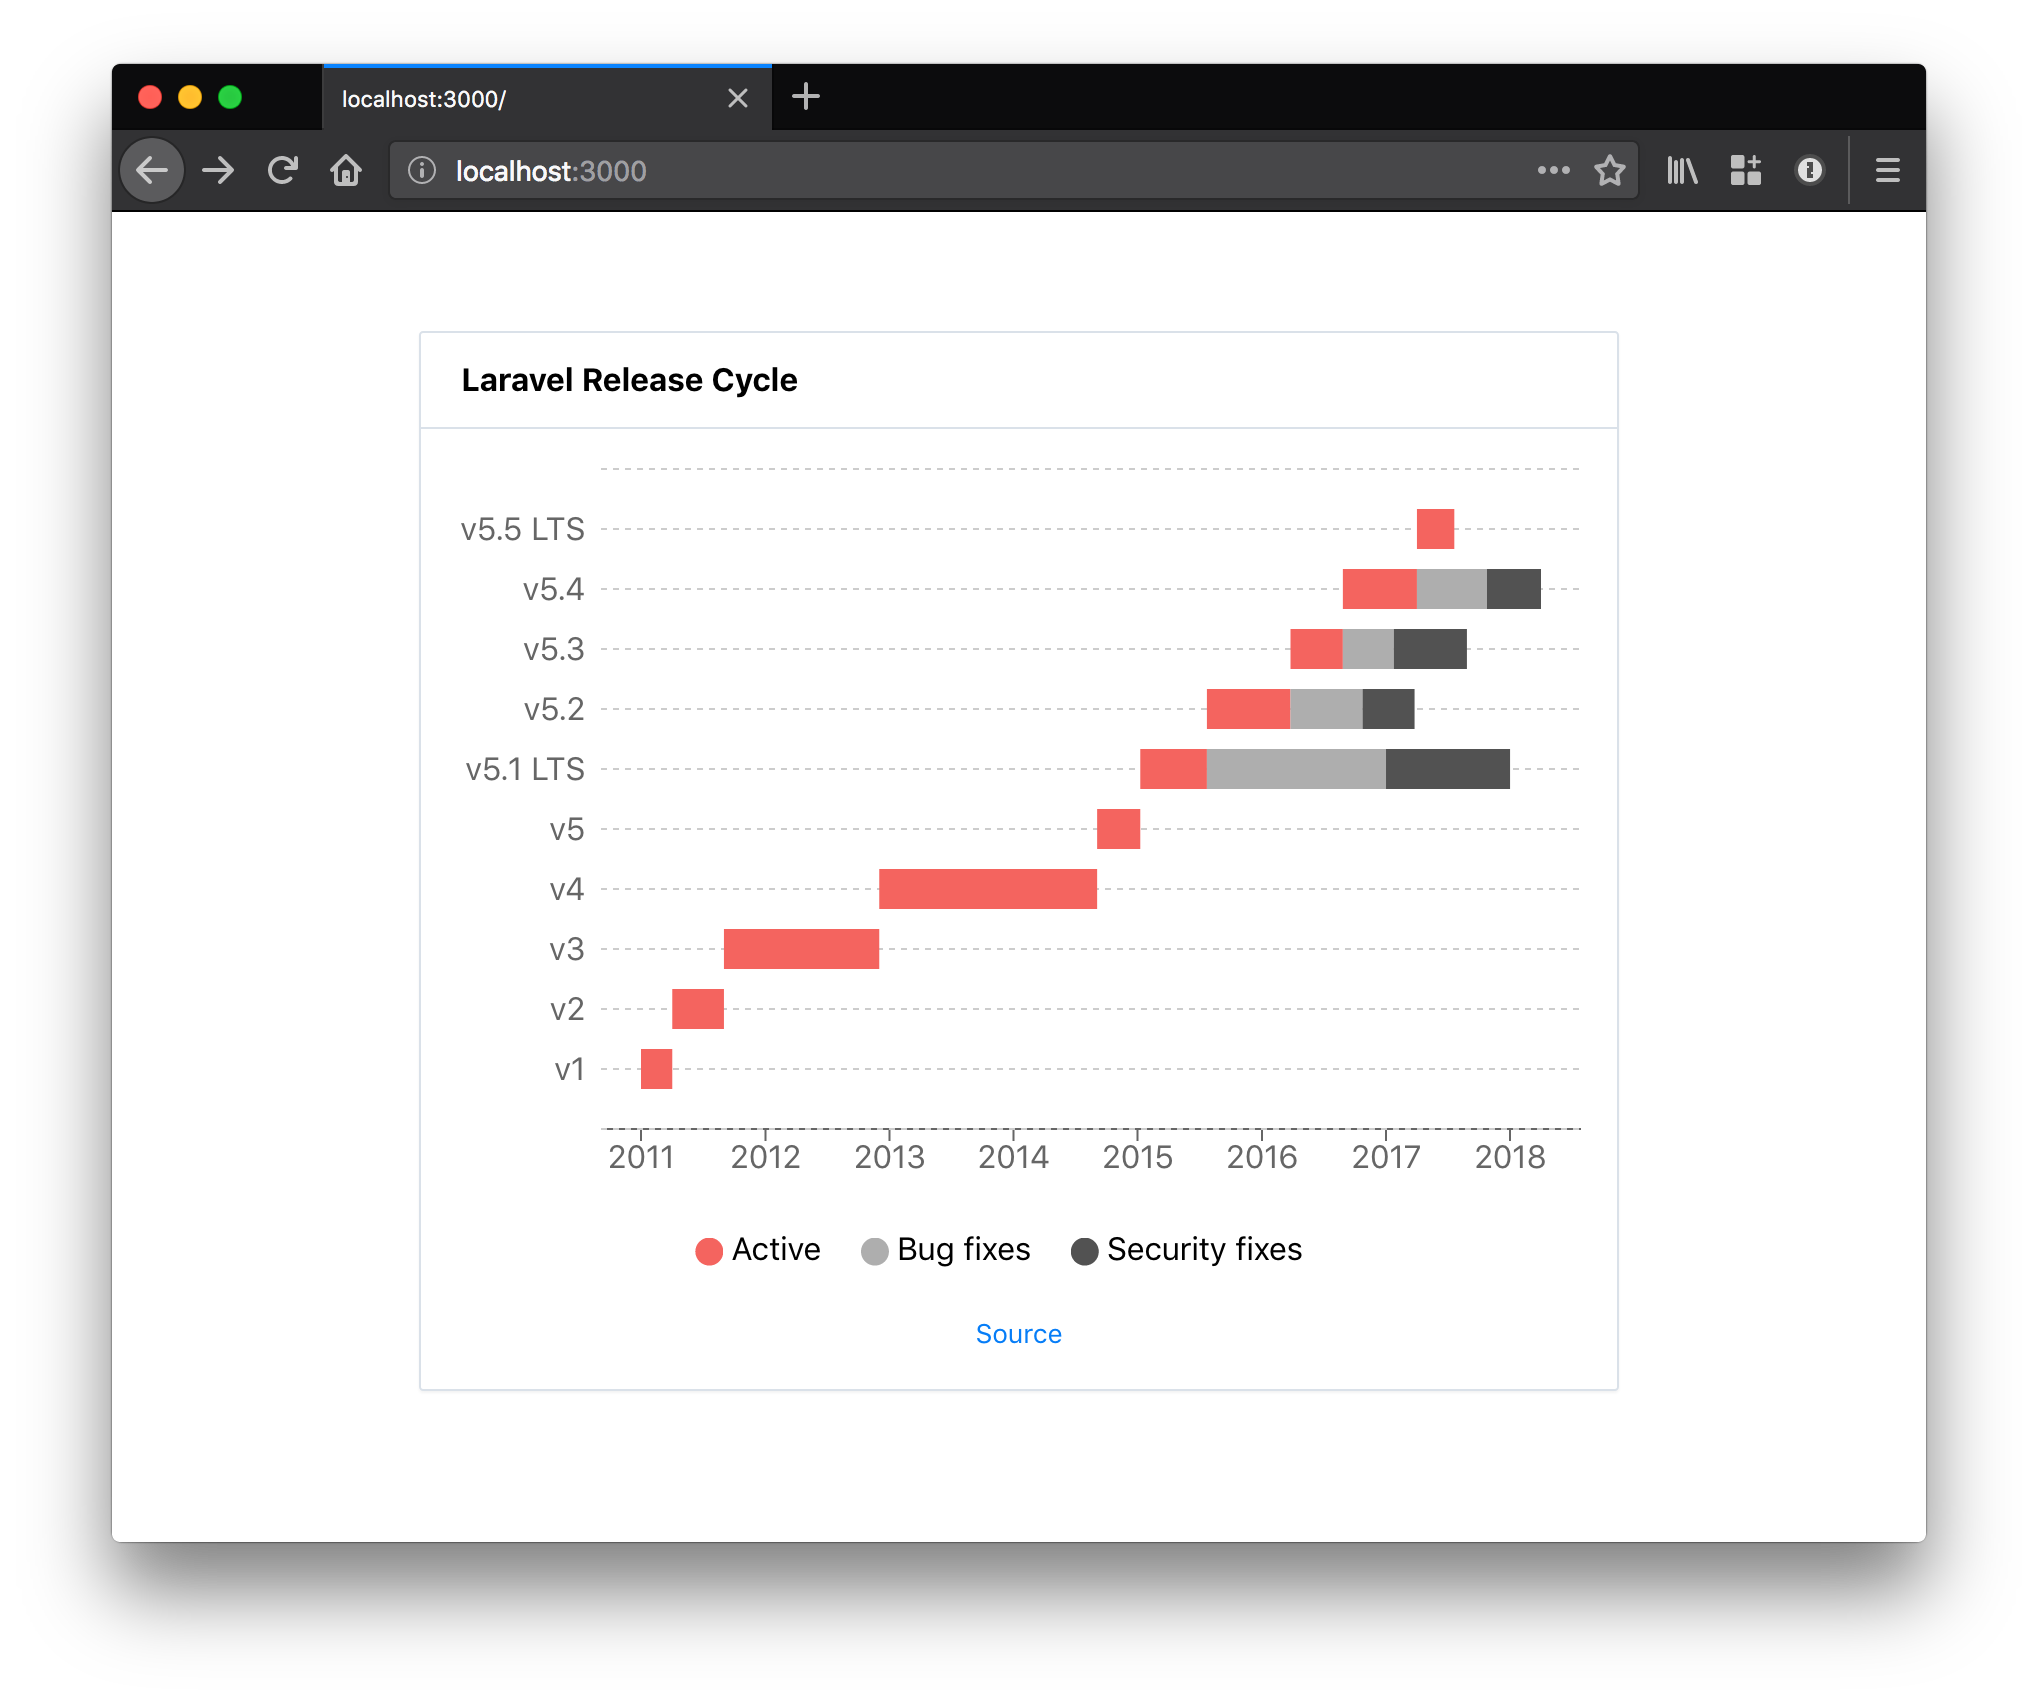 localhost:3000/
localhost:3000
Laravel Release Cycle
v5.5 LTS
v5.4
v5.3
v5.2
v5.1 LTS
v5
v4
v3
v2
v1
2011 2012 2013 2014 2015 2016 2017 2018
Active Bug fixes Security fixes
Source